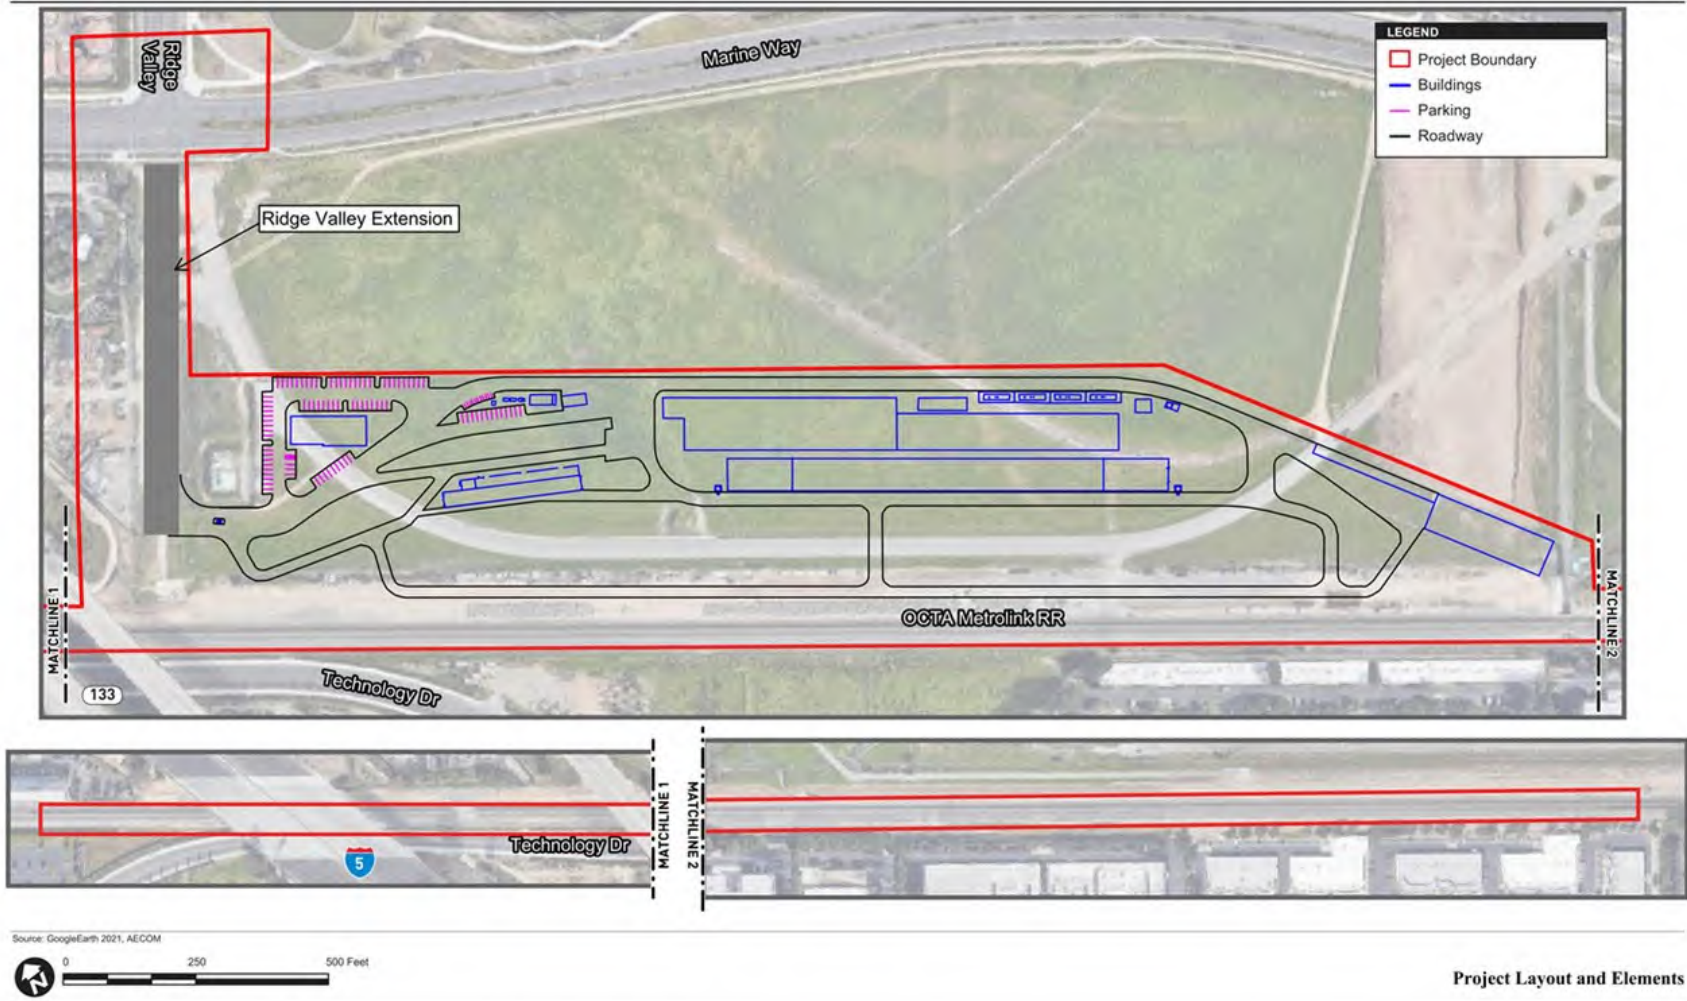 Ridge
Valley
Marine Way
LEGEND
Project Boundary
Buildings
Parking
Roadway
Ridge Valley Extension
MATCHLINE 1
OCTA Metrolink RR
MATCHLINE 2
Technology Dr
133
MATCHLINE 1
MATCHLINE 2
Technology Dr
5
Source: GoogleEarth 2021, AECOM
N
0 250 500 Feet
Project Layout and Elements